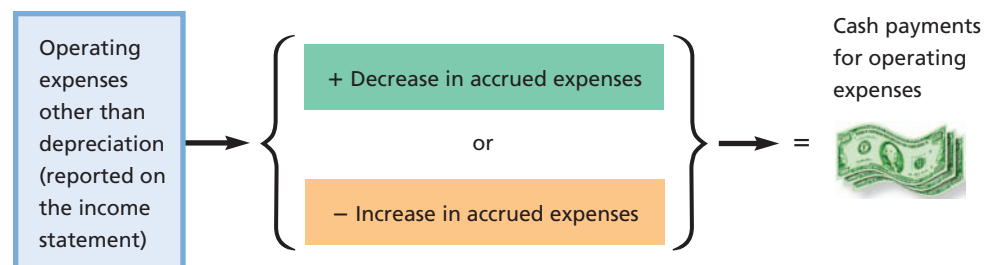 Operating
expenses
other than
depreciation
(reported on
the income
statement)
+ Decrease in accrued expenses
or
− Increase in accrued expenses
=
Cash payments
for operating
expenses